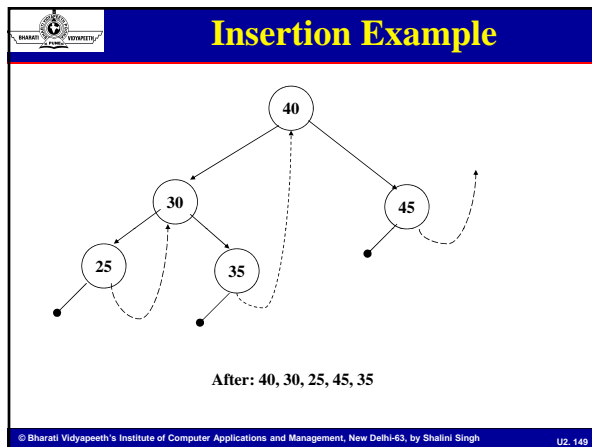 BHARATI VIDYAPEETH
PUNE
Insertion Example
40
30
45
25
35
After: 40, 30, 25, 45, 35
© Bharati Vidyapeeth's Institute of Computer Applications and Management, New Delhi-63, by Shalini Singh
U2. 149